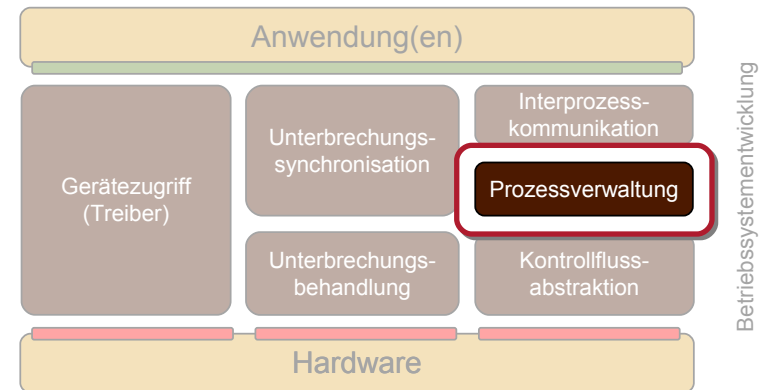 Anwendung(en)
Gerätezugriff
(Treiber)
Unterbrechungs-
synchronisation
Unterbrechungs-
behandlung
Interprozess-
kommunikation
Prozessverwaltung
Kontrollfluss-
abstraktion
Hardware
Betriebssystementwicklung